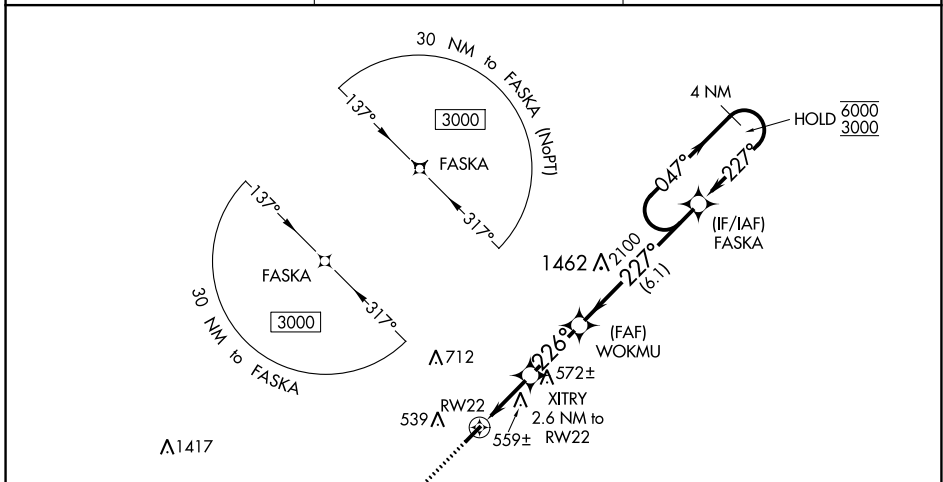 30 NM to FASKA (NoPT)
137°
3000
FASKA
317°
137°
FASKA
317°
3000
30 NM to FASKA
4 NM
HOLD 6000
3000
047°
227°
(IF/IAF)
FASKA
1462
2100
227°
(6.1)
(FAF)
WOKMU
226°
712
572±
XITRY
2.6 NM to
RW22
RW22
539
559±
1417